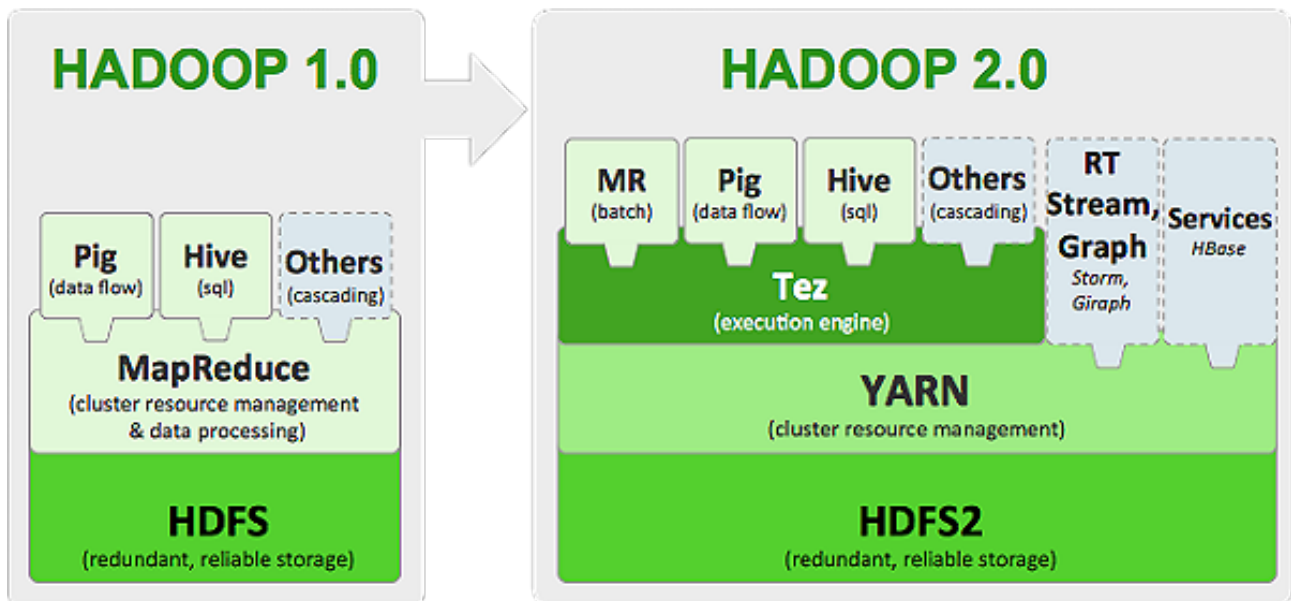 HADOOP 1.0
Pig
(data flow)
Hive
(sql)
Others
(cascading)
MapReduce
(cluster resource management
& data processing)
HDFS
(redundant, reliable storage)
HADOOP 2.0
MR
(batch)
Pig
(data flow)
Hive
(sql)
Others
(cascading)
RT
Stream,
Graph
Storm,
Giraph
Services
HBase
Tez
(execution engine)
YARN
(cluster resource management)
HDFS2
(redundant, reliable storage)